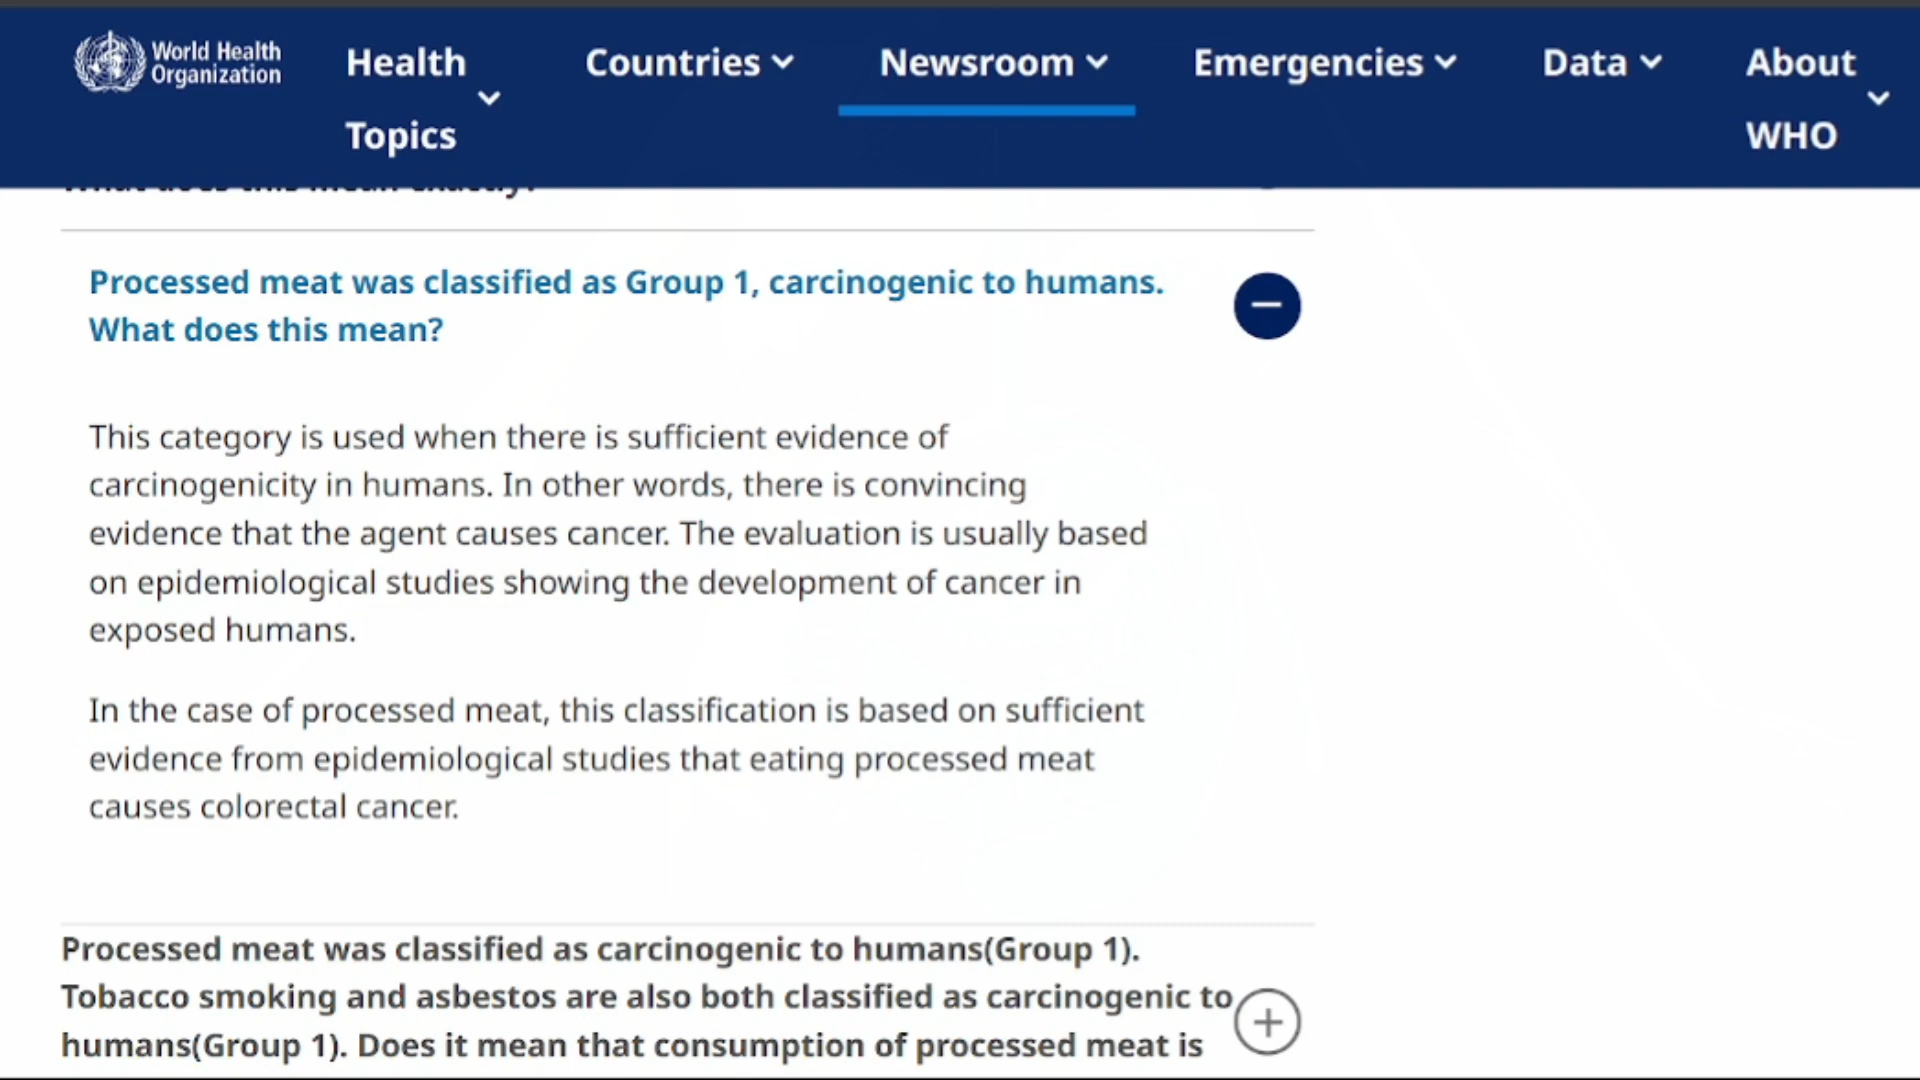 World Health
Organization
Health
Topics
Countries
Newsroom
Emergencies
Data
About
WHO
What does this mean exactly?
Processed meat was classified as Group 1, carcinogenic to humans.
What does this mean?
This category is used when there is sufficient evidence of
carcinogenicity in humans. In other words, there is convincing
evidence that the agent causes cancer. The evaluation is usually based
on epidemiological studies showing the development of cancer in
exposed humans.
In the case of processed meat, this classification is based on sufficient
evidence from epidemiological studies that eating processed meat
causes colorectal cancer.
Processed meat was classified as carcinogenic to humans(Group 1).
Tobacco smoking and asbestos are also both classified as carcinogenic to
humans(Group 1). Does it mean that consumption of processed meat is